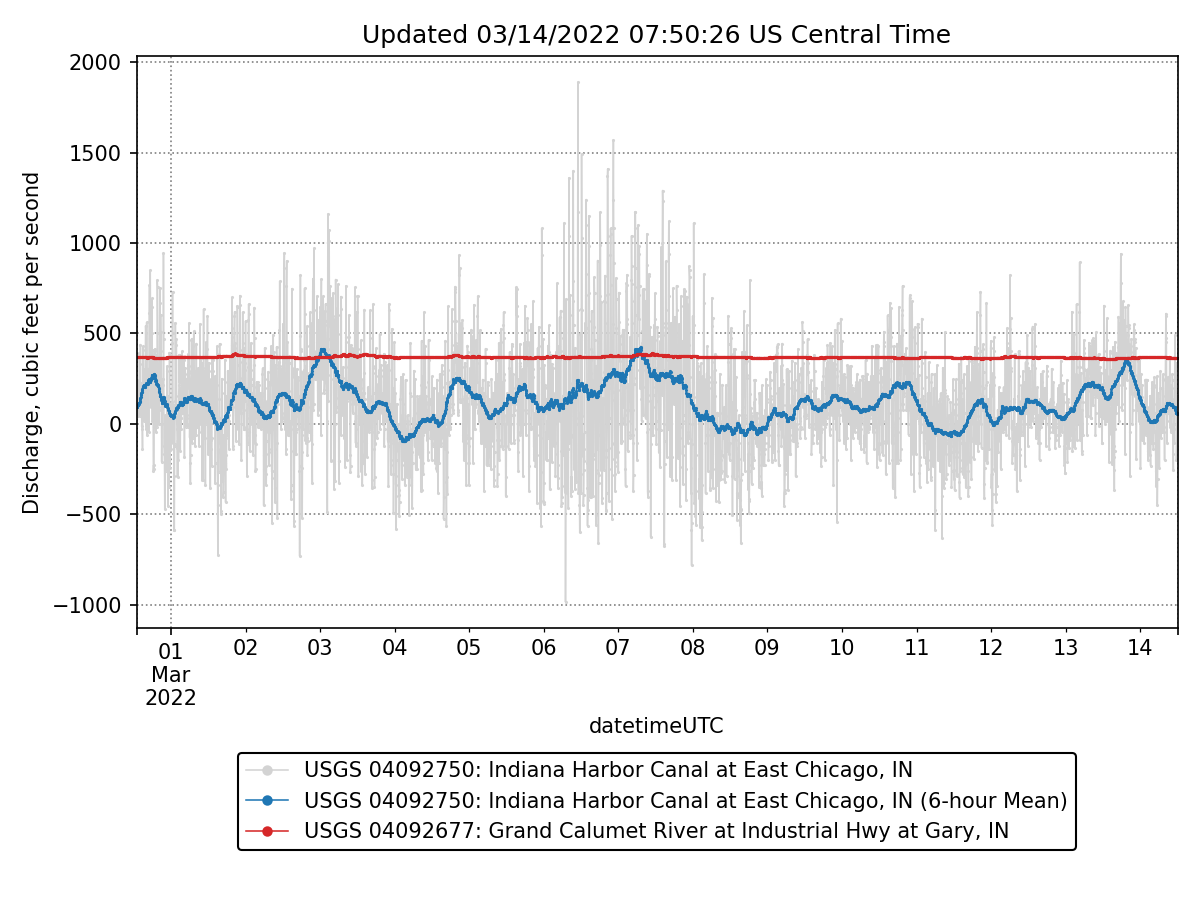 Updated 03/14/2022 07:50:26 US Central Time
Discharge, cubic feet per second
2000
1500
1000
500
0
−500
−1000
01 02 03 04 05 06 07 08 09 10 11 12 13 14
Mar
2022
datetimeUTC
USGS 04092750: Indiana Harbor Canal at East Chicago, IN
USGS 04092750: Indiana Harbor Canal at East Chicago, IN (6-hour Mean)
USGS 04092677: Grand Calumet River at Industrial Hwy at Gary, IN